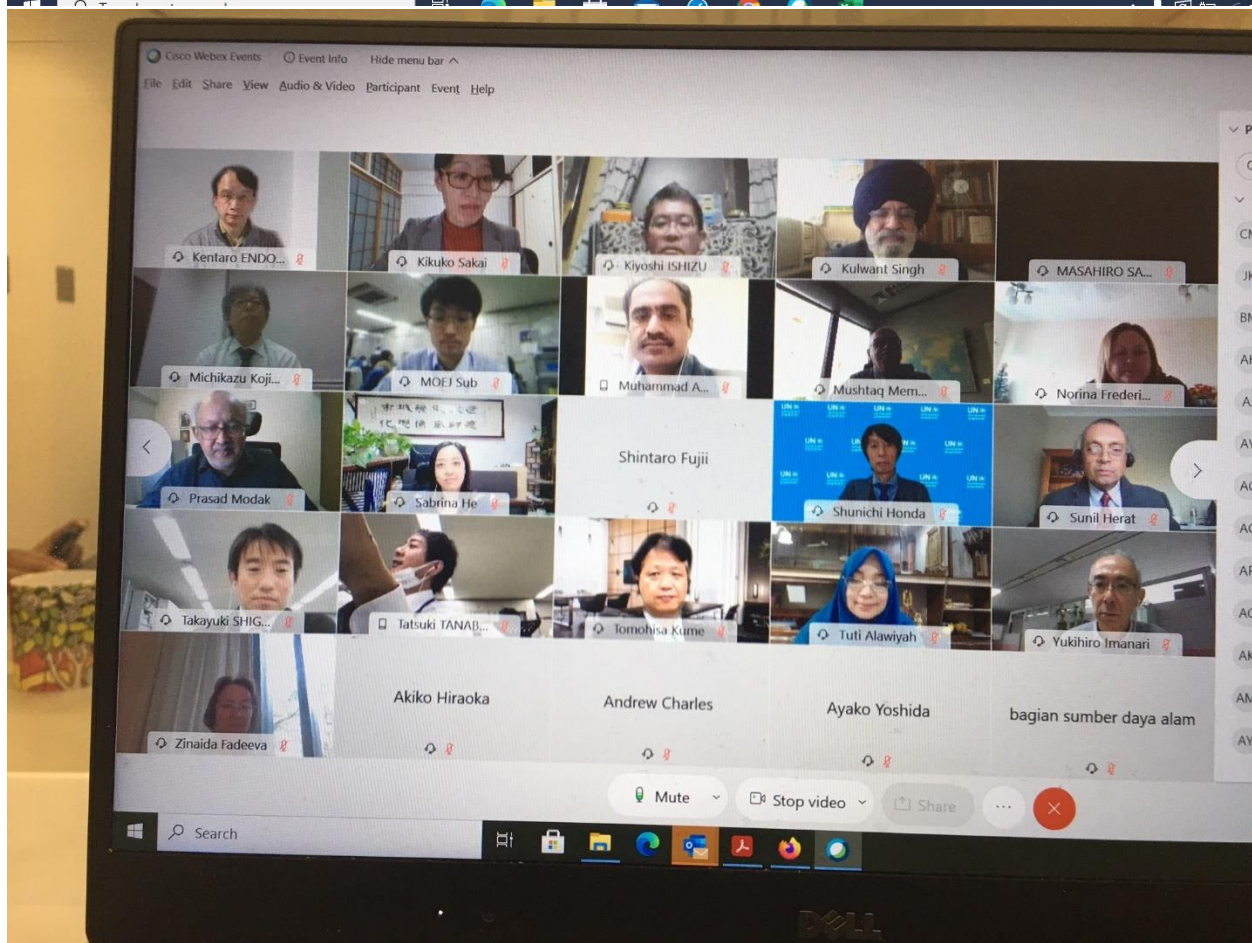 Cisco Webex Events Event Info Hide menu bar
File Edit Share View Audio & Video Participant Event Help
Kentaro ENDO...
Kikuko Sakai
Kiyoshi ISHIZU
Kulwant Singh
MASAHIRO SA...
Michikazu Koji...
MOEJ Sub
Muhammad A...
Mushtaq Mem...
Norina Frederi...
Prasad Modak
Sabrina He
Shintaro Fujii
UN
Shunichi Honda
Sunil Herat
Takayuki SHIG...
Tatsuki TANAB...
Tomohisa Kume
Tuti Alawiyah
Yukihiro Imanari
Zinaida Fadeeva
Akiko Hiraoka
Andrew Charles
Ayako Yoshida
bagian sumber daya alam
Mute
Stop video
Share
Search
DELL